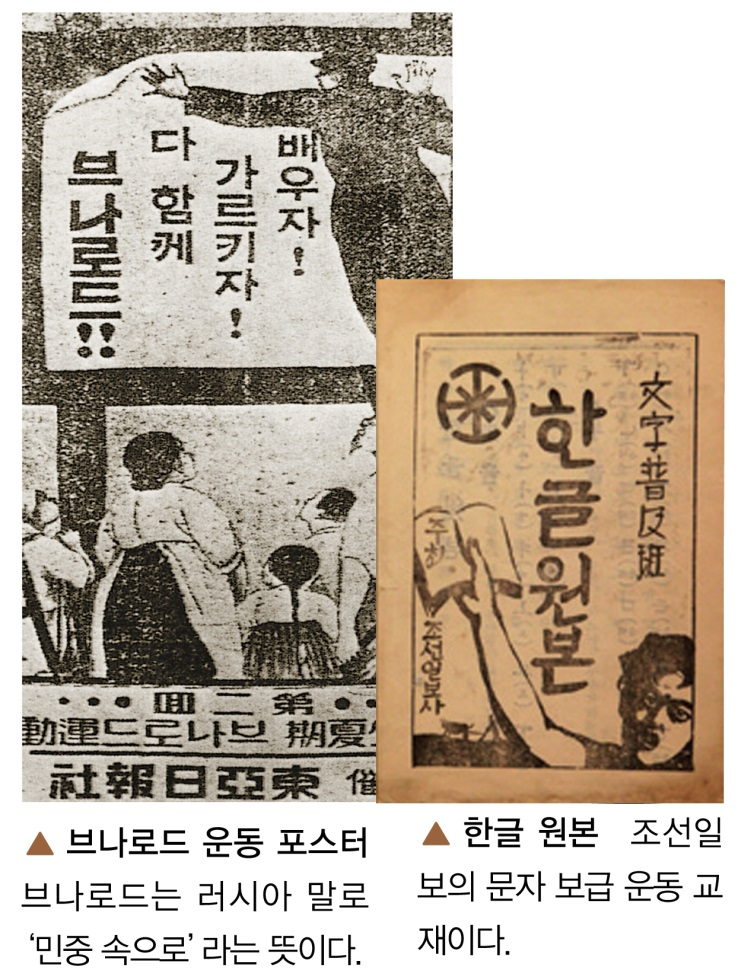 배우자!
가르키자!
다 함께
브나로드!!
第二回
夏期 브나로드運動
催 東亞日報社
文字普及班
한글원본
주최
조선일보사
▲ 브나로드 운동 포스터
브나로드는 러시아 말로
‘민중 속으로’ 라는 뜻이다.
▲ 한글 원본 조선일
보의 문자 보급 운동 교
재이다.